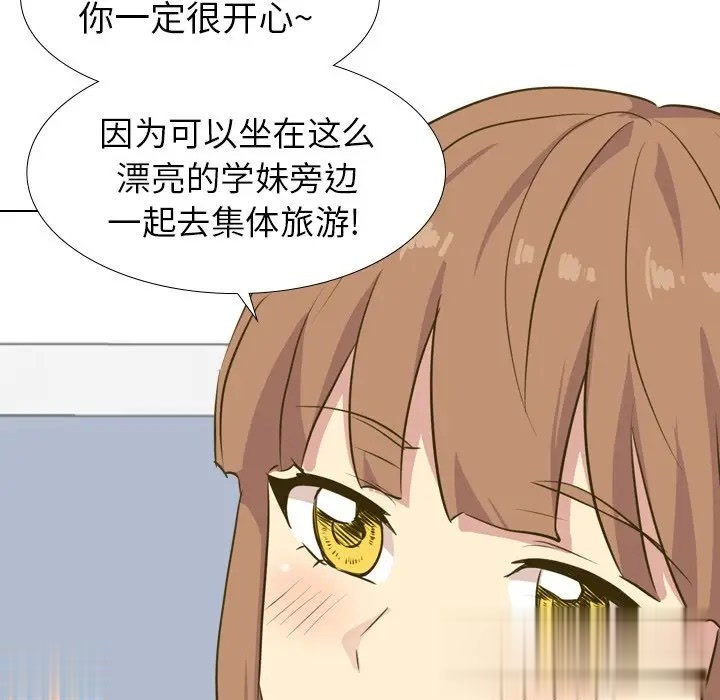 你一定很开心~
因为可以坐在这么
漂亮的学妹旁边
一起去集体旅游!